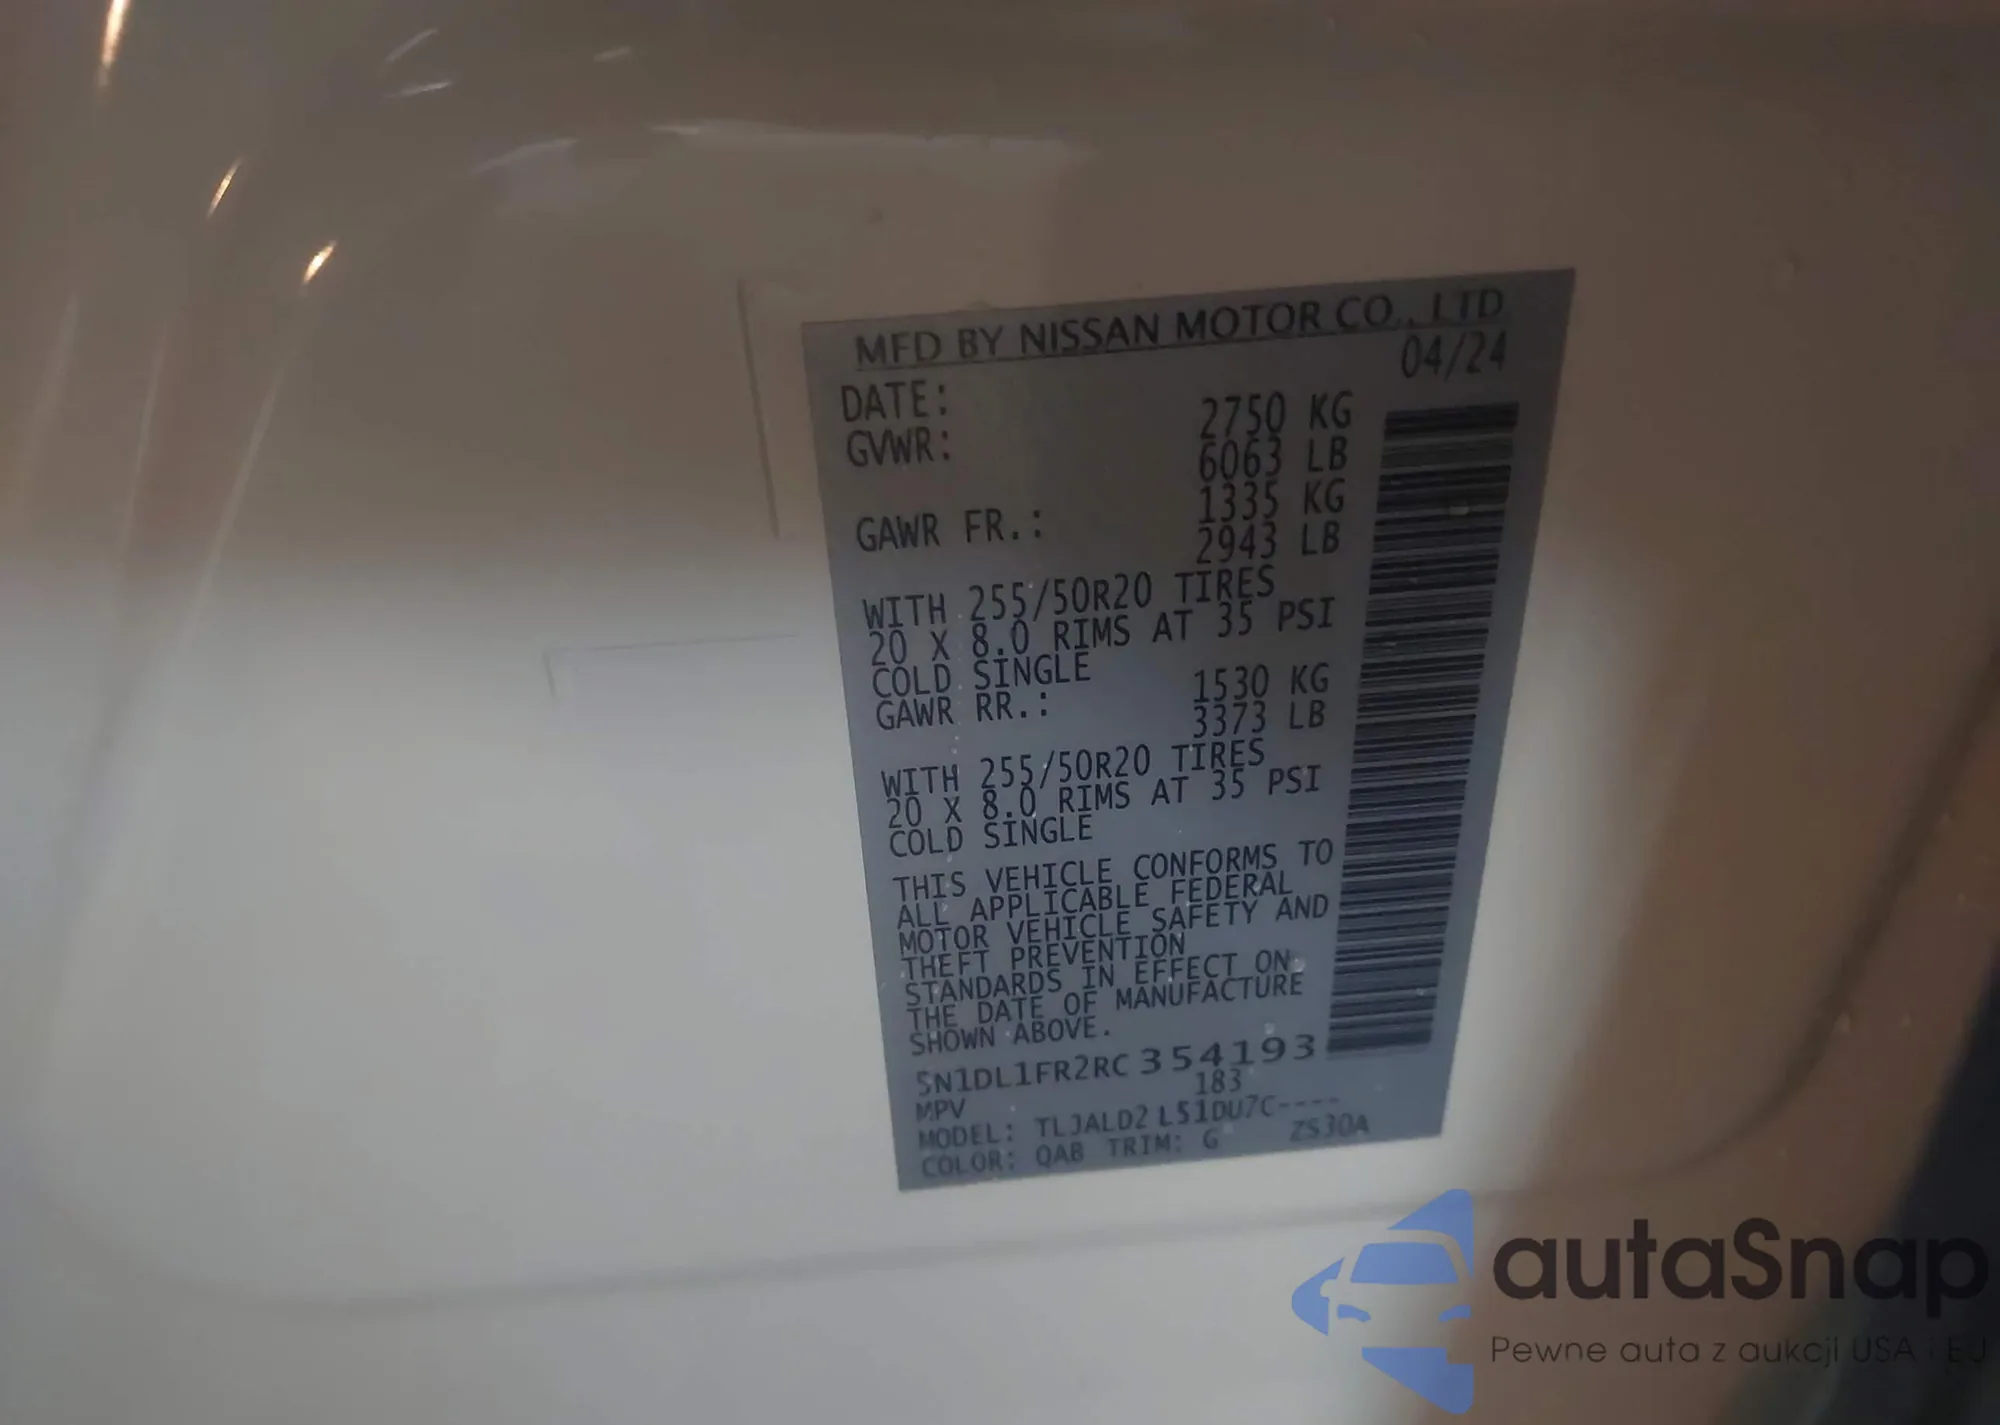 MFD BY NISSAN MOTOR CO., LTD
DATE: 04/24
GVWR: 2750 KG
6063 LB
GAWR FR.: 1335 KG
2943 LB
WITH 255/50R20 TIRES
20 X 8.0 RIMS AT 35 PSI
COLD SINGLE
GAWR RR.: 1530 KG
3373 LB
WITH 255/50R20 TIRES
20 X 8.0 RIMS AT 35 PSI
COLD SINGLE
THIS VEHICLE CONFORMS TO
ALL APPLICABLE FEDERAL
MOTOR VEHICLE SAFETY AND
THEFT PREVENTION
STANDARDS IN EFFECT ON
THE DATE OF MANUFACTURE
SHOWN ABOVE.
5N1DL1FR2RC354193
MPV 183
MODEL: TLJALD2 L51DU7C----
COLOR: QAB TRIM: G ZS30A
autaSnap
Pewne auta z aukcji USA i EU